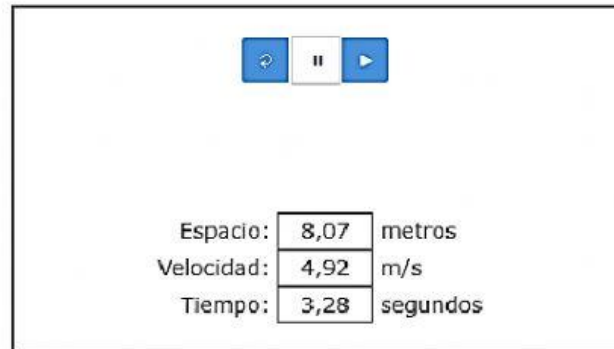 Espacio: 8,07 metros
Velocidad: 4,92 m/s
Tiempo: 3,28 segundos